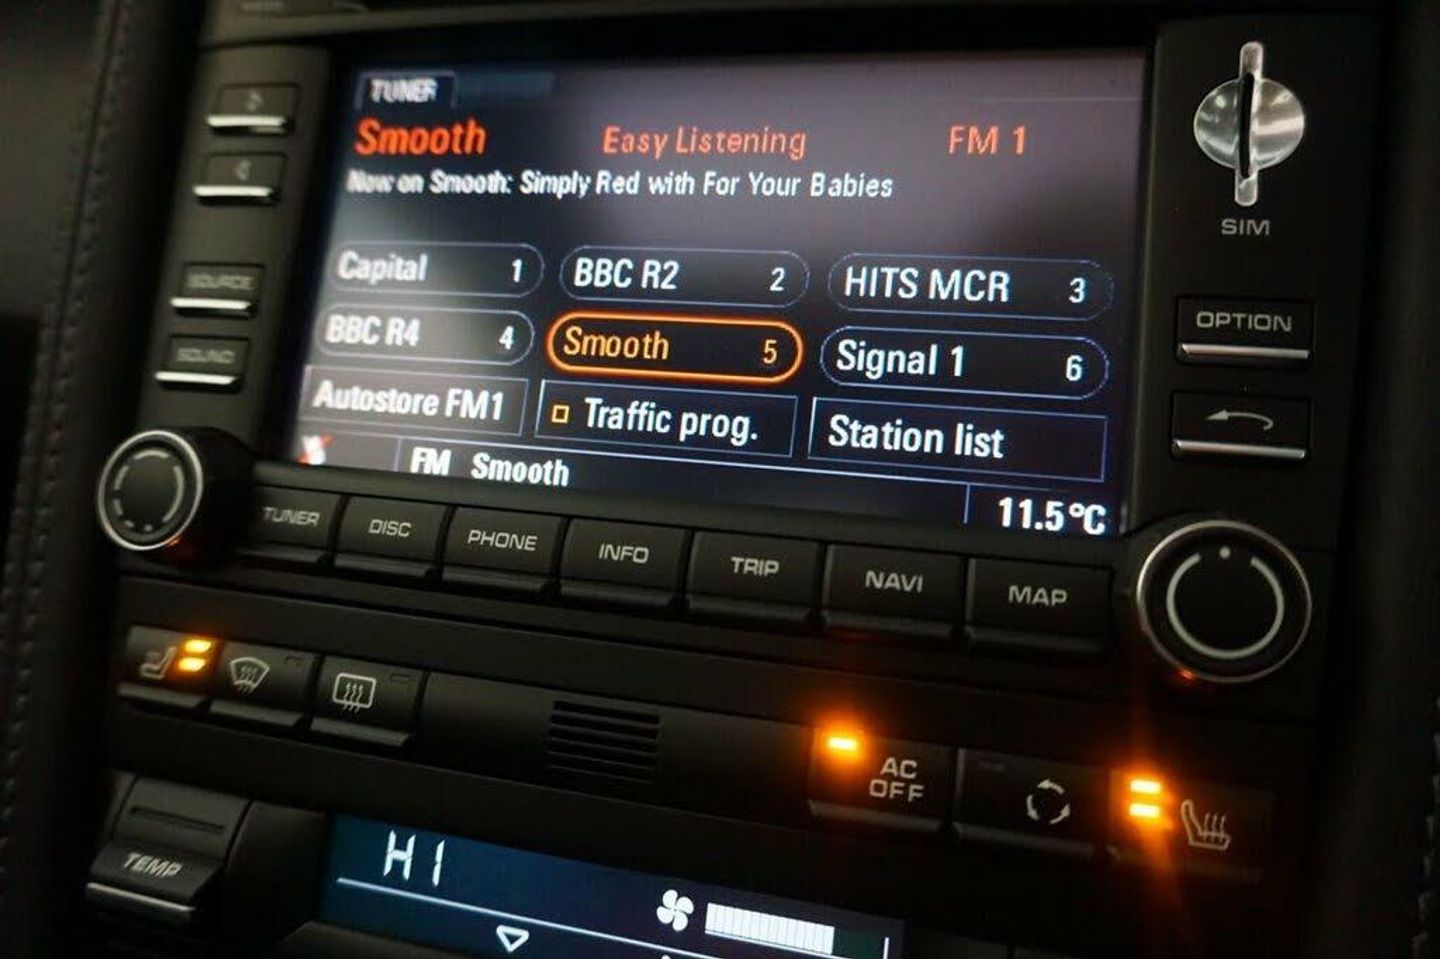 TUNER
Smooth Easy Listening FM 1
Now on Smooth: Simply Red with For Your Babies
Capital 1 BBC R2 2 HITS MCR 3
BBC R4 4 Smooth 5 Signal 1 6
Autostore FM1 Traffic prog. Station list
FM Smooth 11.5°C
SIM
SOURCE
SOUND
OPTION
TUNER DISC PHONE INFO TRIP NAVI MAP
AC
OFF
TEMP
HI